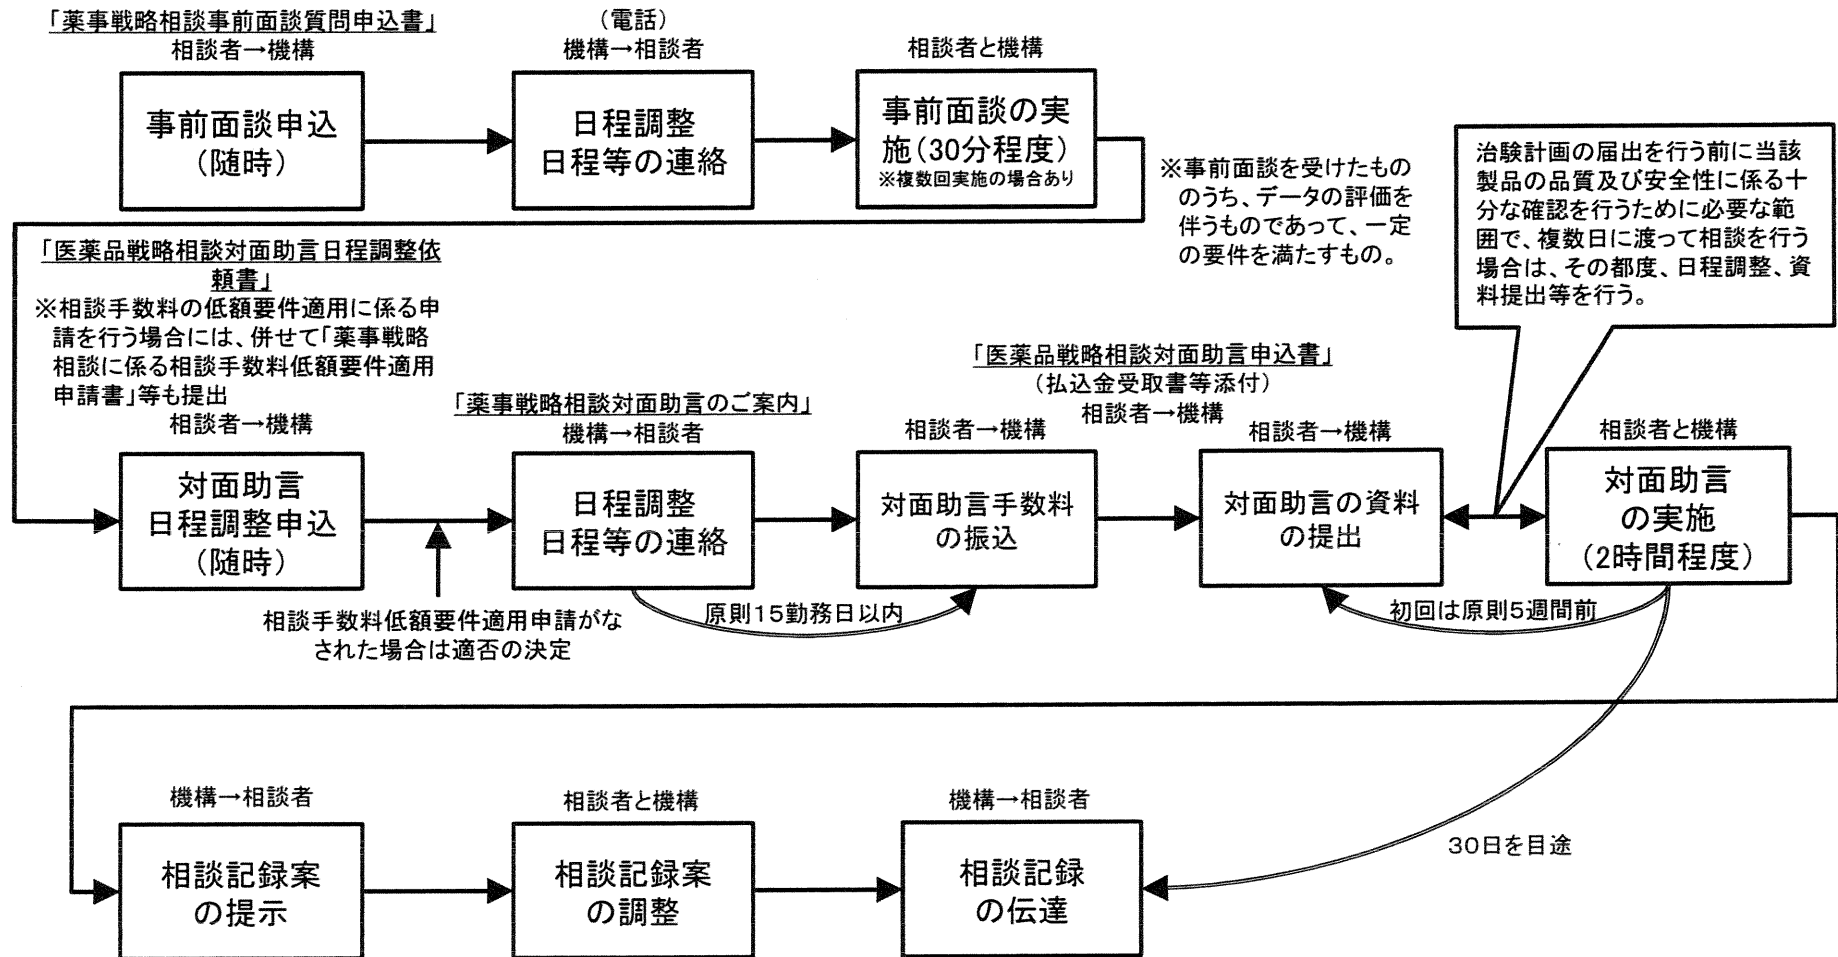 「薬事戦略相談事前面談質問申込書」
相談者→機構
事前面談申込
(随時)
(電話)
機構→相談者
日程調整
日程等の連絡
相談者と機構
事前面談の実
施(30分程度)
※複数回実施の場合あり
※事前面談を受けたもの
のうち、データの評価を
伴うものであって、一定
の要件を満たすもの。
治験計画の届出を行う前に当該
製品の品質及び安全性に係る十
分な確認を行うために必要な範
囲で、複数日に渡って相談を行う
場合は、その都度、日程調整、資
料提出等を行う。
「医薬品戦略相談対面助言日程調整依
頼書」
※相談手数料の低額要件適用に係る申
請を行う場合には、併せて「薬事戦略
相談に係る相談手数料低額要件適用
申請書」等も提出
相談者→機構
対面助言
日程調整申込
(随時)
相談手数料低額要件適用申請がな
された場合は適否の決定
「薬事戦略相談対面助言のご案内」
機構→相談者
日程調整
日程等の連絡
原則15勤務日以内
相談者→機構
対面助言手数料
の振込
「医薬品戦略相談対面助言申込書」
(払込金受取書等添付)
相談者→機構
相談者→機構
対面助言の資料
の提出
初回は原則5週間前
相談者と機構
対面助言
の実施
(2時間程度)
30日を目途
機構→相談者
相談記録案
の提示
相談者と機構
相談記録案
の調整
機構→相談者
相談記録
の伝達